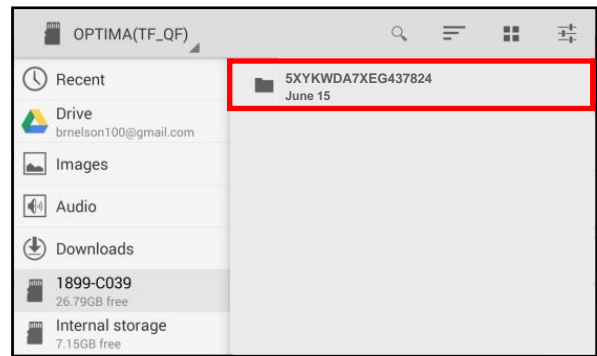 OPTIMA(TF_QF)
Recent
Drive
brnelson100@gmail.com
Images
Audio
Downloads
1899-C039
26.79GB free
Internal storage
7.15GB free
5XYKWDA7XEG437824
June 15